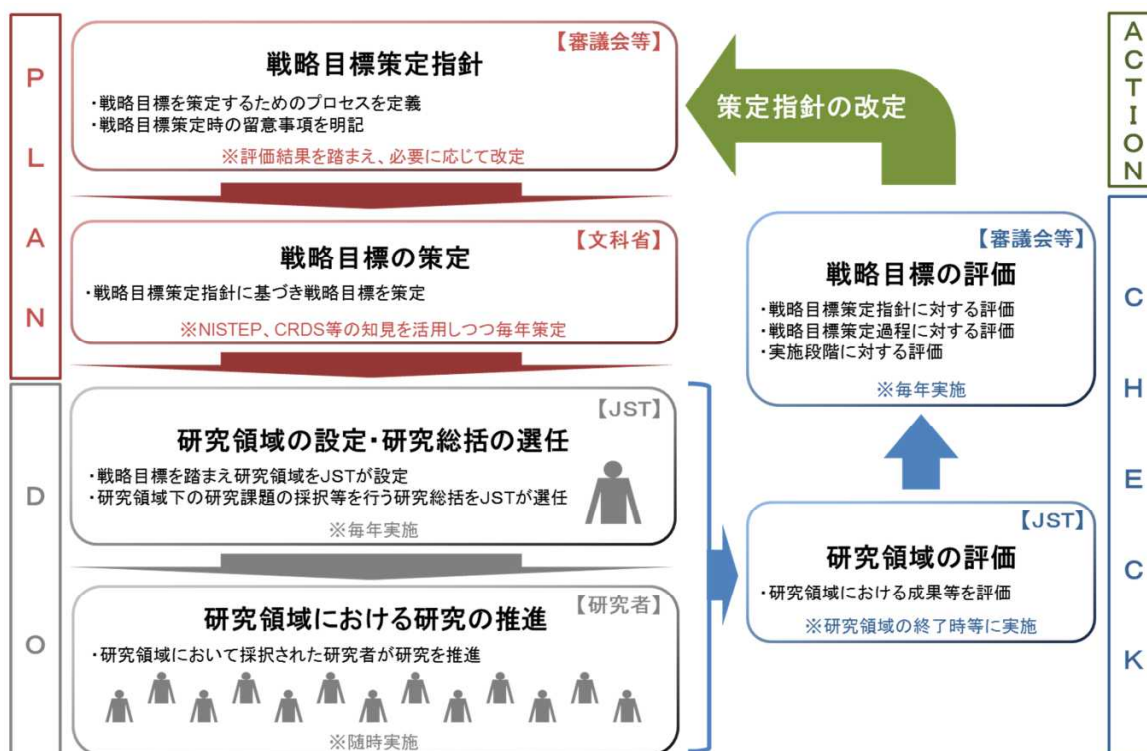 PLAN
【審議会等】
戦略目標策定指針
・戦略目標を策定するためのプロセスを定義
・戦略目標策定時の留意事項を明記
※評価結果を踏まえ、必要に応じて改定
【文科省】
戦略目標の策定
・戦略目標策定指針に基づき戦略目標を策定
※NISTEP、CRDS等の知見を活用しつつ毎年策定
DO
【JST】
研究領域の設定・研究総括の選任
・戦略目標を踏まえ研究領域をJSTが設定
・研究領域下の研究課題の採択等を行う研究総括をJSTが選任
※毎年実施
【研究者】
研究領域における研究の推進
・研究領域において採択された研究者が研究を推進
※随時実施
ACTION
策定指針の改定
CHECK
【審議会等】
戦略目標の評価
・戦略目標策定指針に対する評価
・戦略目標策定過程に対する評価
・実施段階に対する評価
※毎年実施
【JST】
研究領域の評価
・研究領域における成果等を評価
※研究領域の終了時等に実施